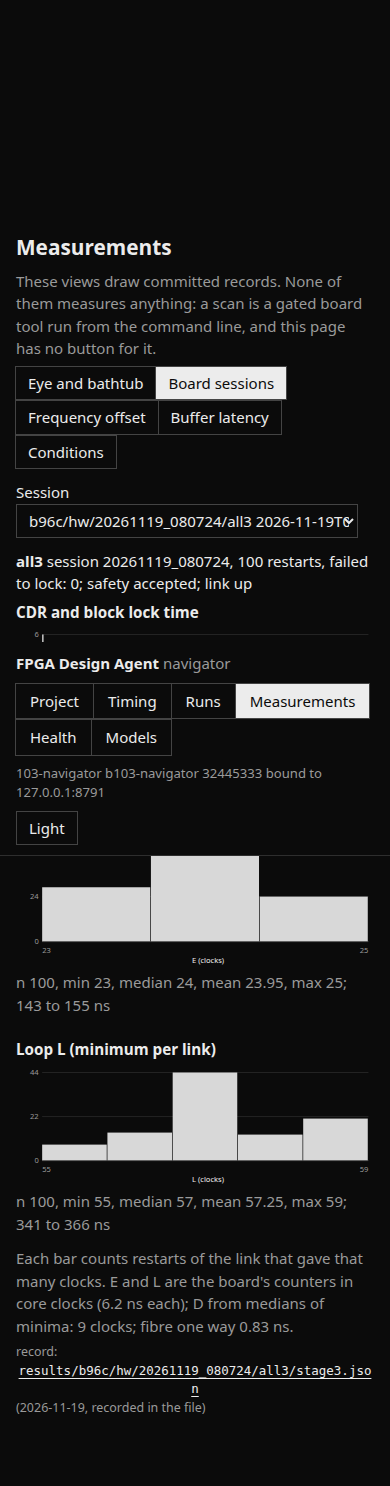 Measurements
These views draw committed records. None of
them measures anything: a scan is a gated board
tool run from the command line, and this page
has no button for it.
Eye and bathtub Board sessions
Frequency offset Buffer latency
Conditions
Session
b96c/hw/20261119_080724/all3 2026-11-19T
all3 session 20261119_080724, 100 restarts, failed
to lock: 0; safety accepted; link up
CDR and block lock time
6
FPGA Design Agent navigator
Project Timing Runs Measurements
Health Models
103-navigator b103-navigator 32445333 bound to
127.0.0.1:8791
Light
24
0
23 25
E (clocks)
n 100, min 23, median 24, mean 23.95, max 25;
143 to 155 ns
Loop L (minimum per link)
44
22
0
55 59
L (clocks)
n 100, min 55, median 57, mean 57.25, max 59;
341 to 366 ns
Each bar counts restarts of the link that gave that
many clocks. E and L are the board's counters in
core clocks (6.2 ns each); D from medians of
minima: 9 clocks; fibre one way 0.83 ns.
record:
results/b96c/hw/20261119_080724/all3/stage3.jso
n
(2026-11-19, recorded in the file)